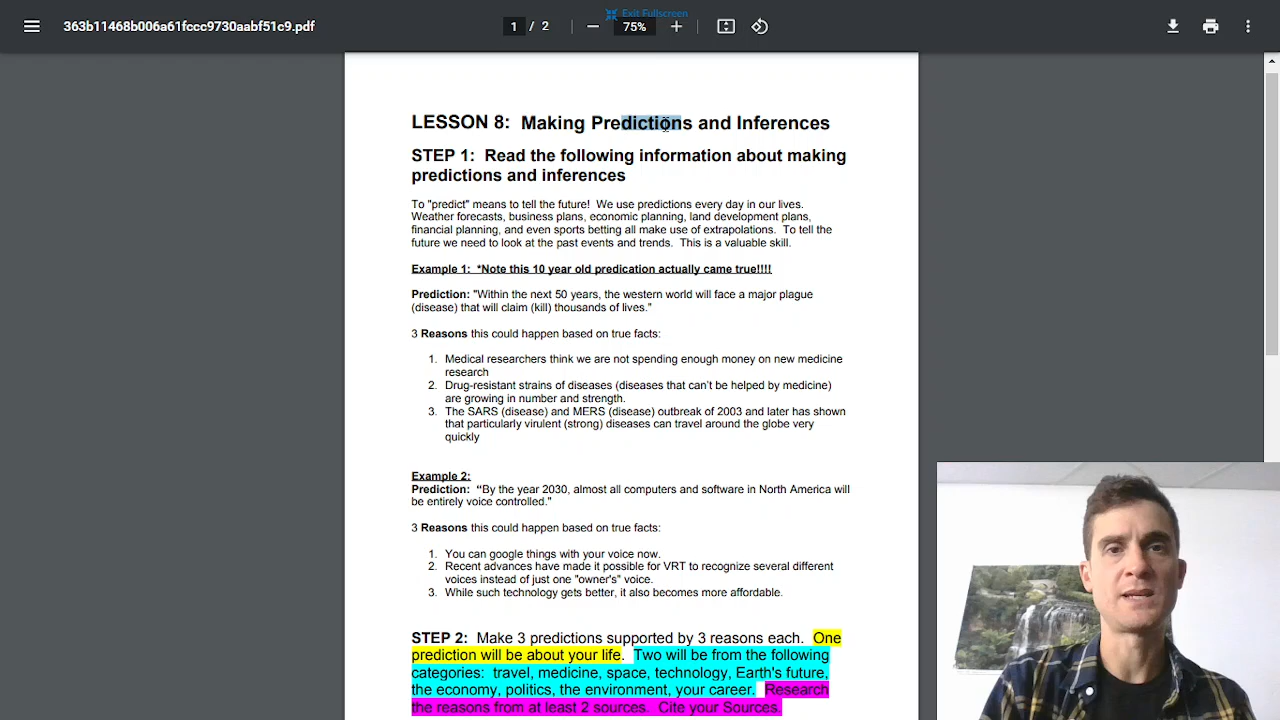 Exit Fullscreen
363b11468b006a61fccc9730aabf51c9.pdf
1 / 2
75%
LESSON 8: Making Predictions and Inferences
STEP 1: Read the following information about making
predictions and inferences
To "predict" means to tell the future! We use predictions every day in our lives.
Weather forecasts, business plans, economic planning, land development plans,
financial planning, and even sports betting all make use of extrapolations. To tell the
future we need to look at the past events and trends. This is a valuable skill.
Example 1: *Note this 10 year old predication actually came true!!!!
Prediction: "Within the next 50 years, the western world will face a major plague
(disease) that will claim (kill) thousands of lives."
3 Reasons this could happen based on true facts:
1. Medical researchers think we are not spending enough money on new medicine
research
2. Drug-resistant strains of diseases (diseases that can't be helped by medicine)
are growing in number and strength.
3. The SARS (disease) and MERS (disease) outbreak of 2003 and later has shown
that particularly virulent (strong) diseases can travel around the globe very
quickly
Example 2:
Prediction: “By the year 2030, almost all computers and software in North America will
be entirely voice controlled."
3 Reasons this could happen based on true facts:
1. You can google things with your voice now.
2. Recent advances have made it possible for VRT to recognize several different
voices instead of just one "owner's" voice.
3. While such technology gets better, it also becomes more affordable.
STEP 2: Make 3 predictions supported by 3 reasons each. One
prediction will be about your life. Two will be from the following
categories: travel, medicine, space, technology, Earth's future,
the economy, politics, the environment, your career. Research
the reasons from at least 2 sources. Cite your Sources.